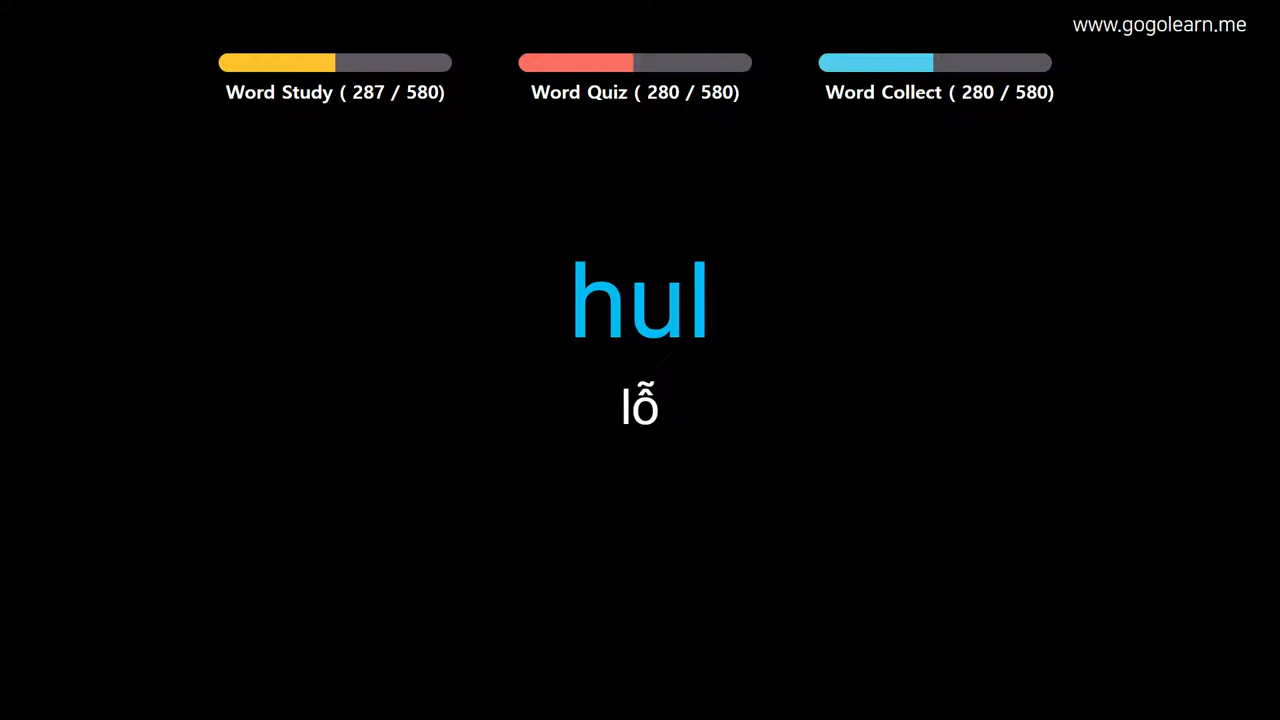 www.gogolearn.me
Word Study ( 287 / 580)
Word Quiz ( 280 / 580)
Word Collect ( 280 / 580)
hul
lỗ